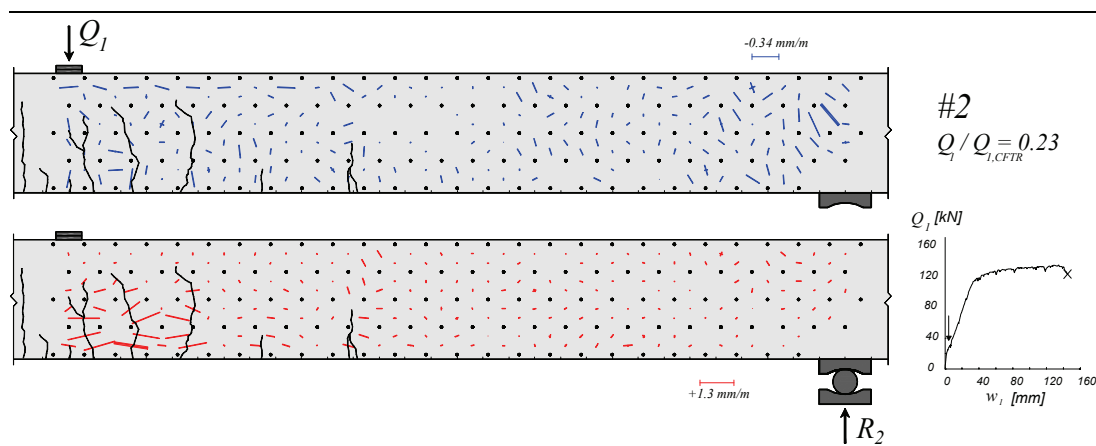 Q1
-0.34 mm/m
#2
Q1 / Q1,CFTR = 0.23
Q1 [kN]
160
120
80
40
0
0 40 80 120 160
w1 [mm]
+1.3 mm/m
R2